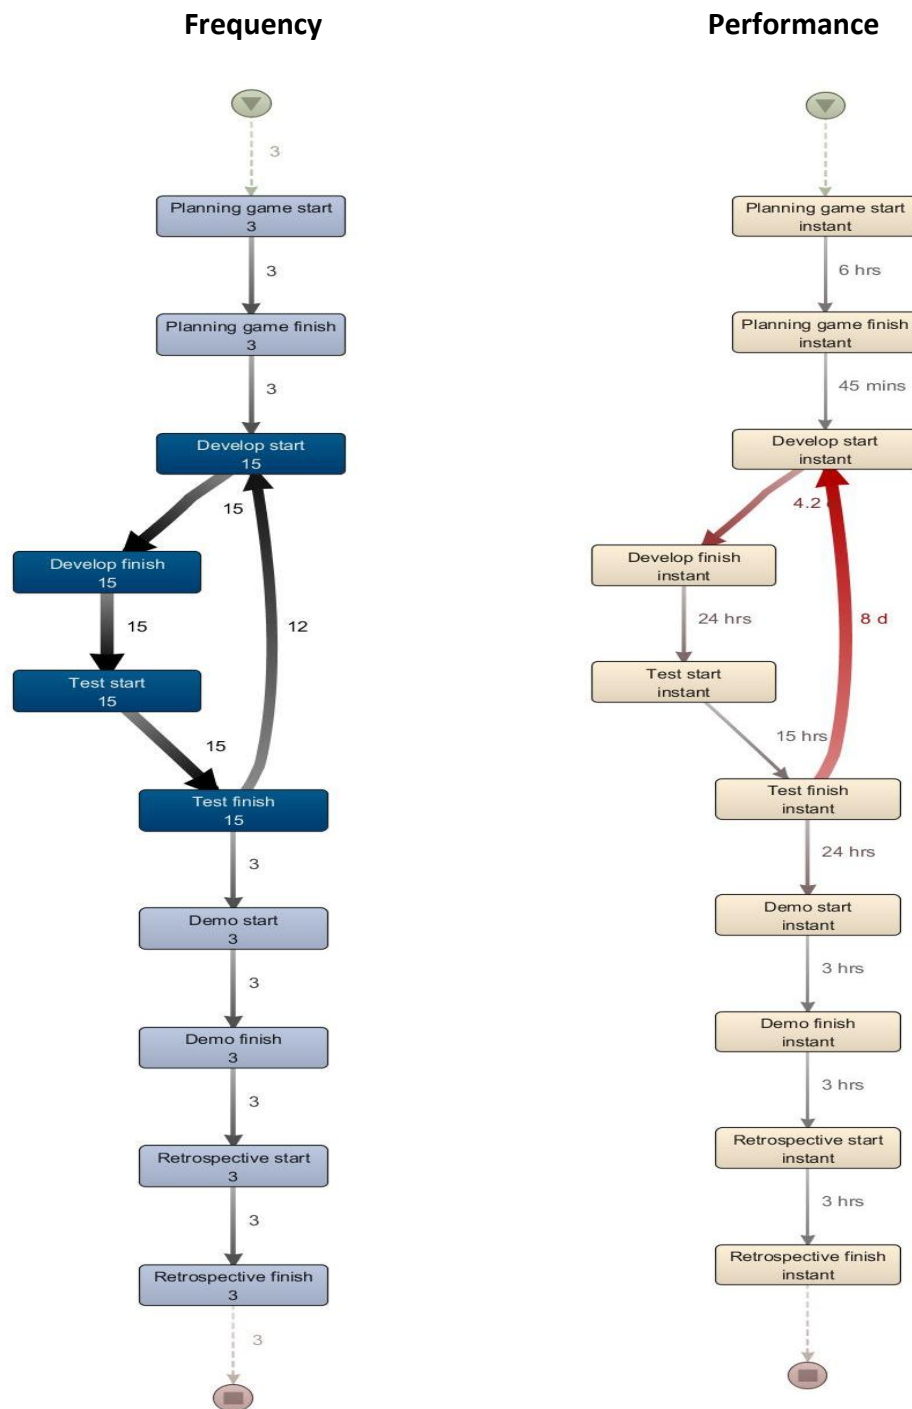 Frequency
3
Planning game start
3
3
Planning game finish
3
3
Develop start
15
15
Develop finish
15
15
12
Test start
15
15
Test finish
15
3
Demo start
3
3
Demo finish
3
3
Retrospective start
3
3
Retrospective finish
3
3
Performance
Planning game start
instant
6 hrs
Planning game finish
instant
45 mins
Develop start
instant
4.2
Develop finish
instant
24 hrs
8 d
Test start
instant
15 hrs
Test finish
instant
24 hrs
Demo start
instant
3 hrs
Demo finish
instant
3 hrs
Retrospective start
instant
3 hrs
Retrospective finish
instant